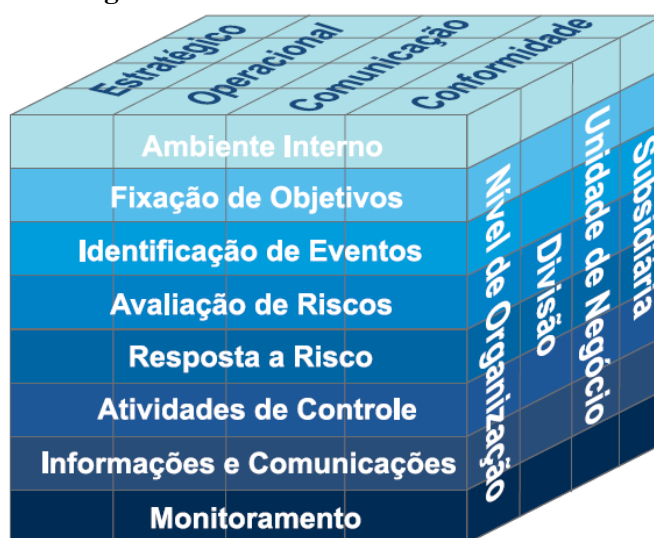 Estratégico
Operacional
Comunicação
Conformidade
Ambiente Interno
Fixação de Objetivos
Identificação de Eventos
Avaliação de Riscos
Resposta a Risco
Atividades de Controle
Informações e Comunicações
Monitoramento
Nível de Organização
Divisão
Unidade de Negócio
Subsidiaria